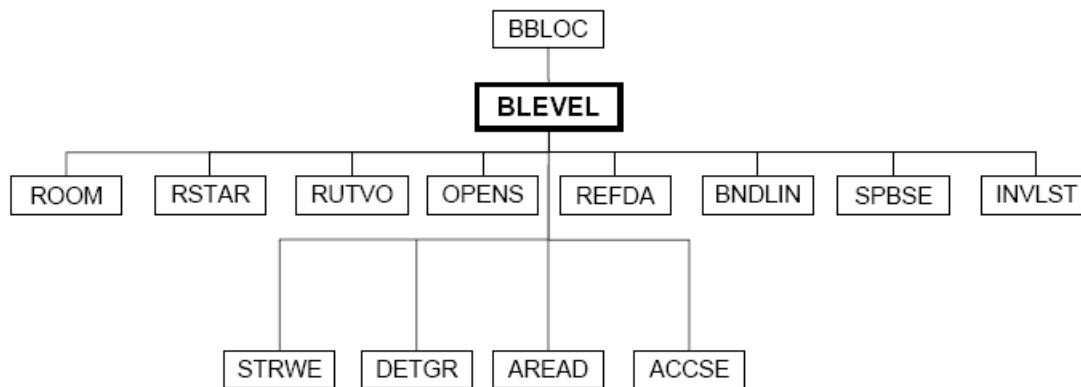 BBLOC
BLEVEL
ROOM RSTAR RUTVO OPENS REFDA BNDLIN SPBSE INVLST
STRWE DETGR AREAD ACCSE